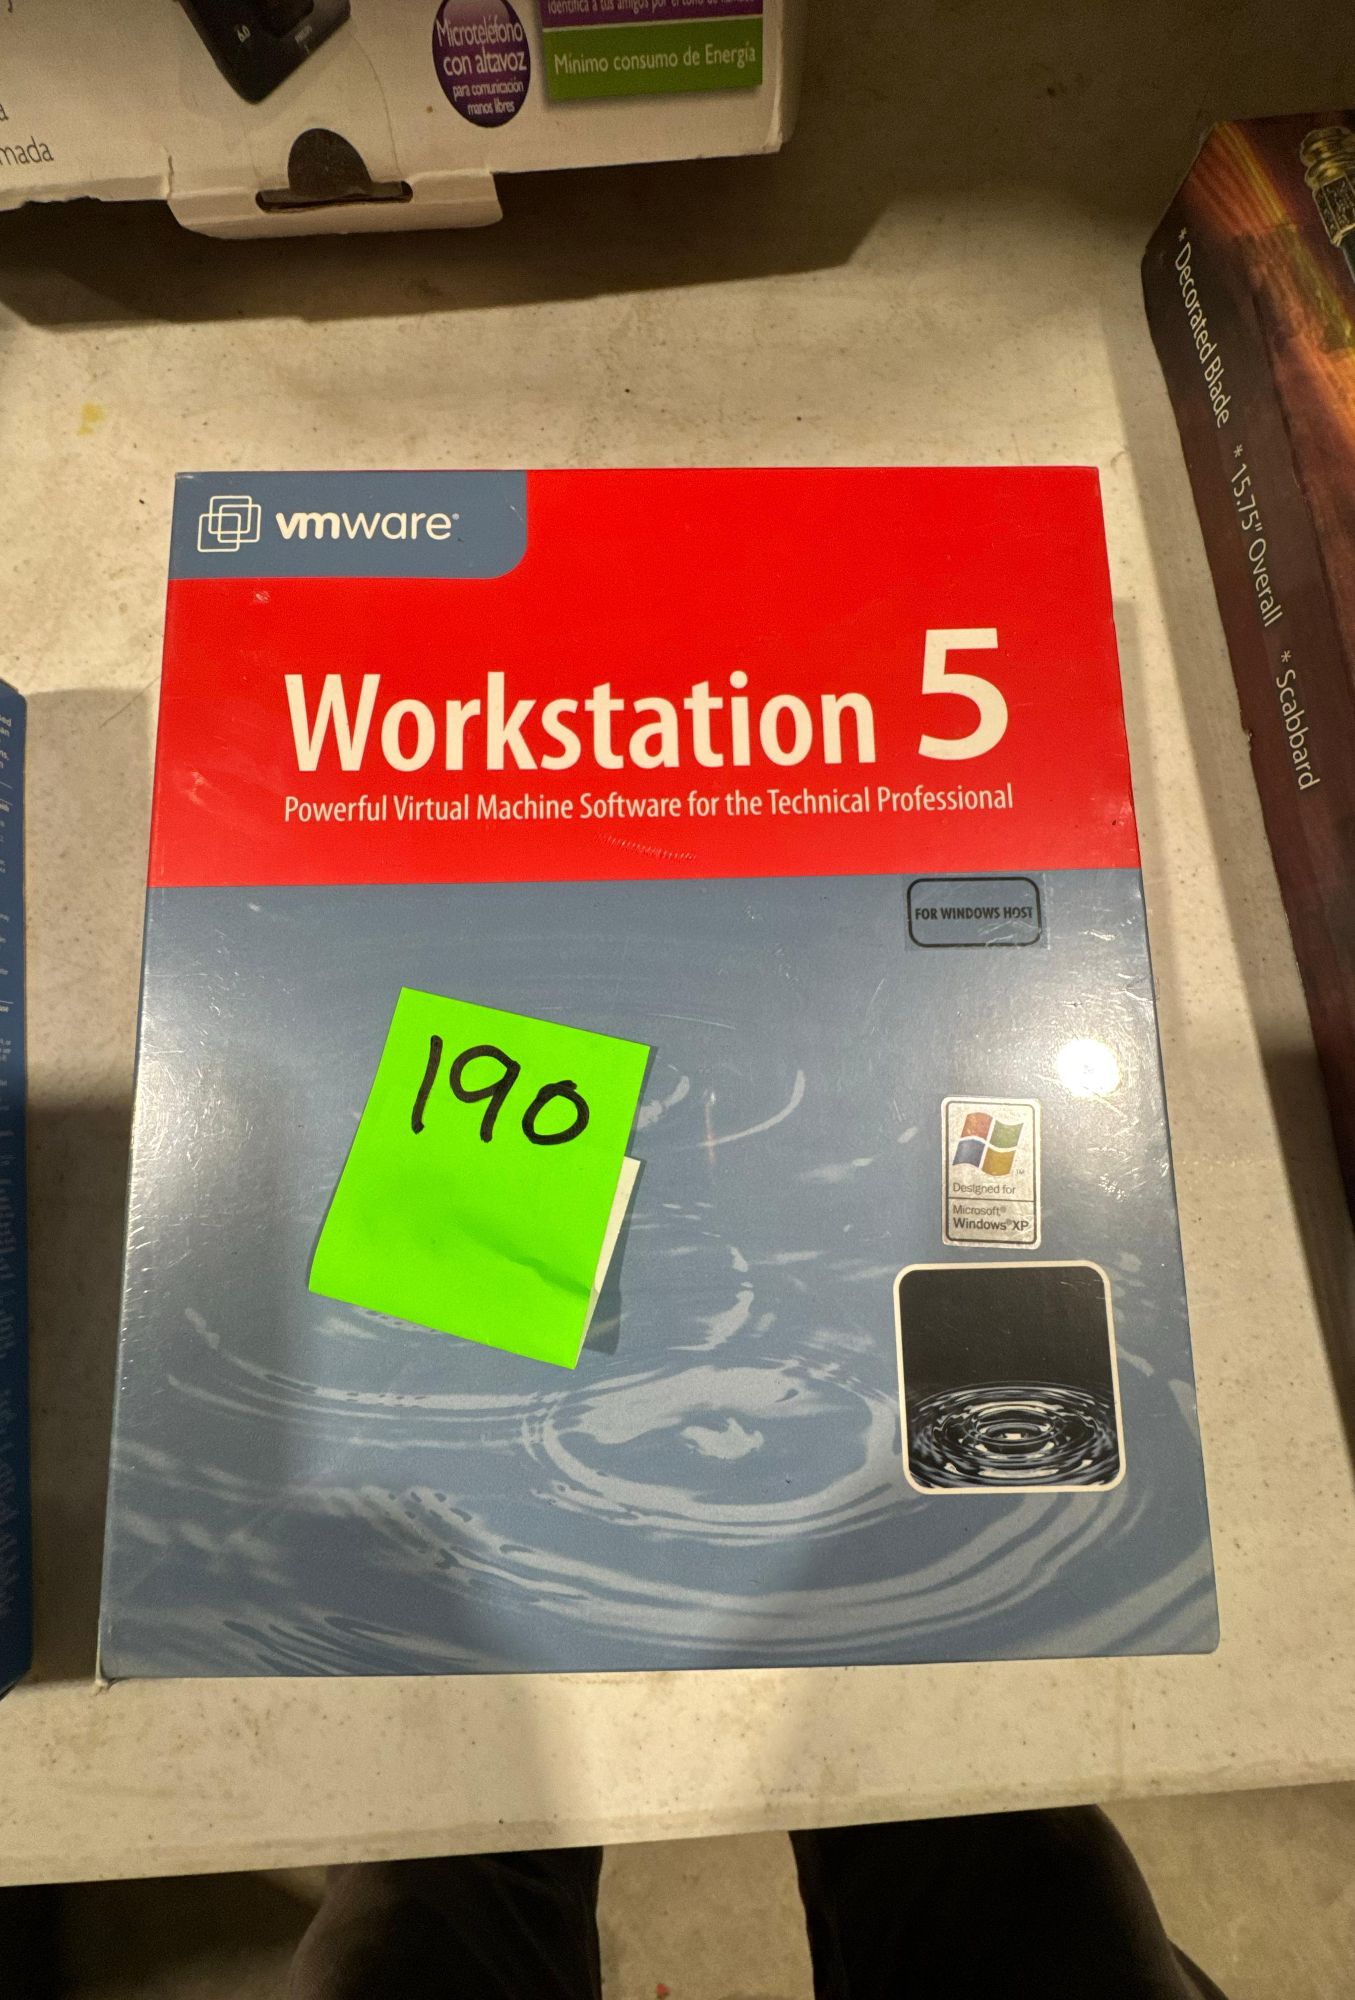 Microteléfono
con altavoz
para comunicación
manos libres
Mínimo consumo de Energía
mada
vmware®
Workstation 5
Powerful Virtual Machine Software for the Technical Professional
FOR WINDOWS HOST
190
TM
Designed for
Microsoft®
Windows®XP
* Decorated Blade * 15.75" Overall * Scabbard